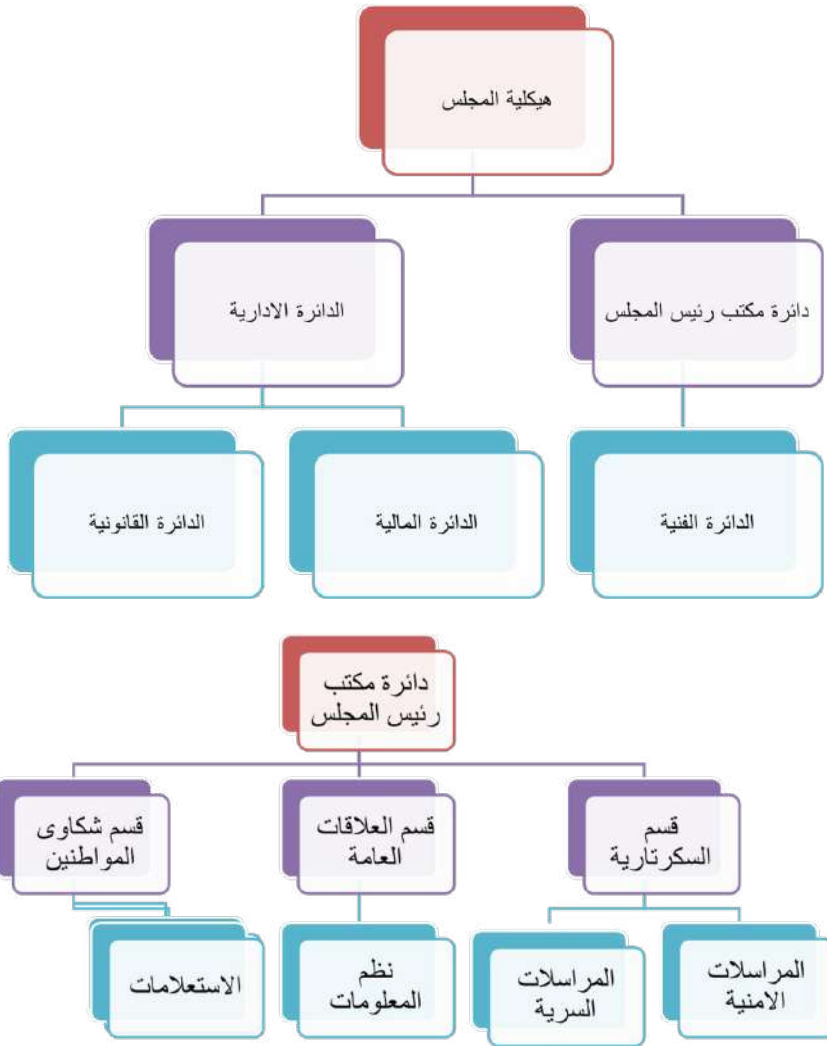 هيكلية المجلس
دائرة مكتب رئيس المجلس
الدائرة الادارية
الدائرة الفنية
الدائرة المالية
الدائرة القانونية
دائرة مكتب
رئيس المجلس
قسم
السكرتارية
قسم العلاقات
العامة
قسم شكاوى
المواطنين
المراسلات
الامنية
المراسلات
السرية
نظم
المعلومات
الاستعلامات